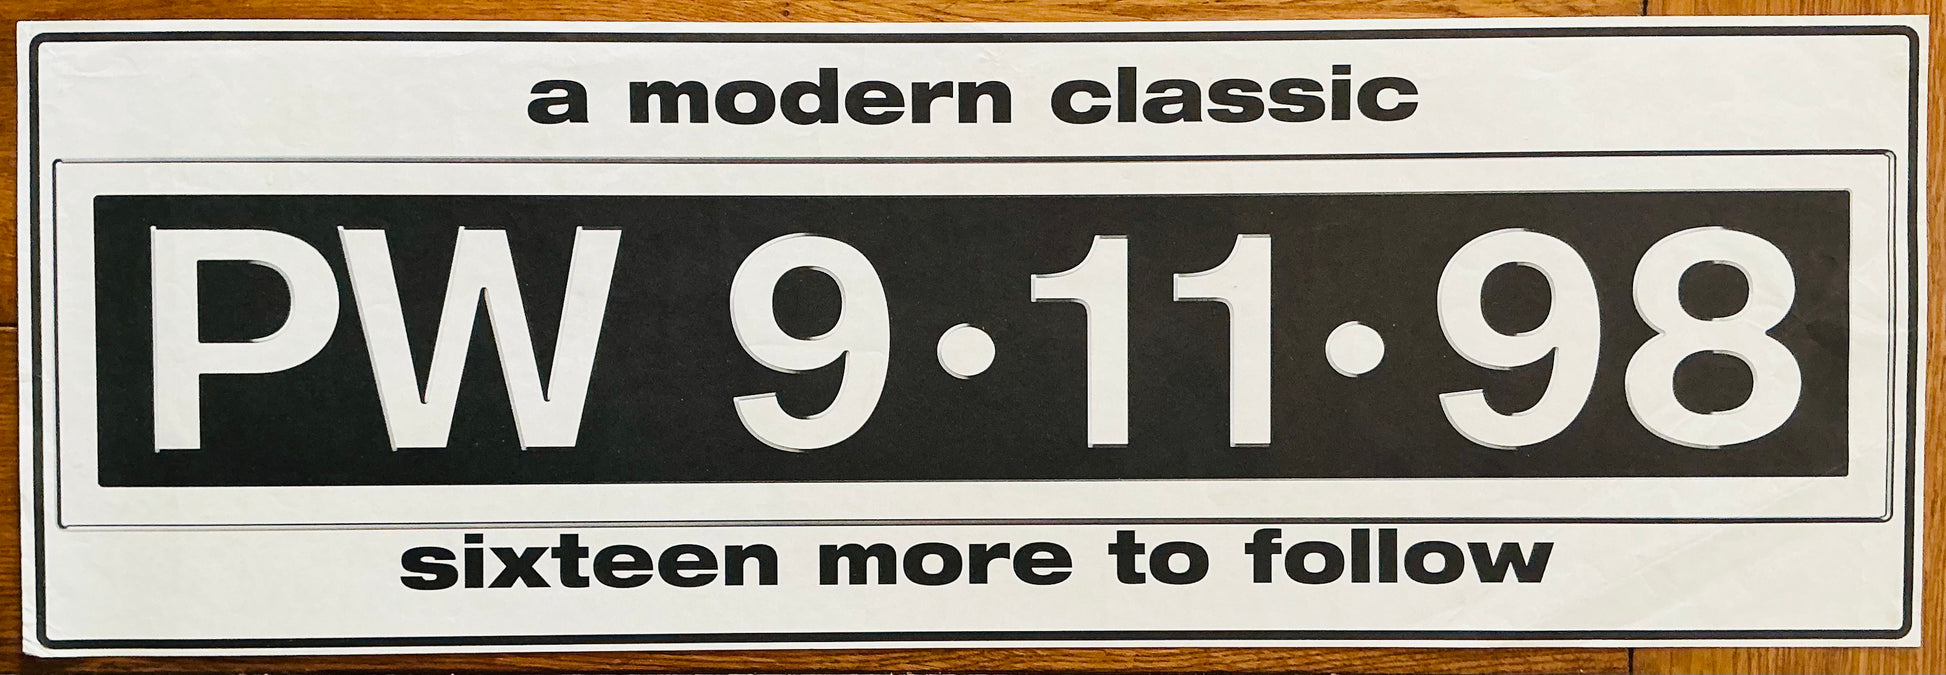 a modern classic
PW 9•11•98
sixteen more to follow